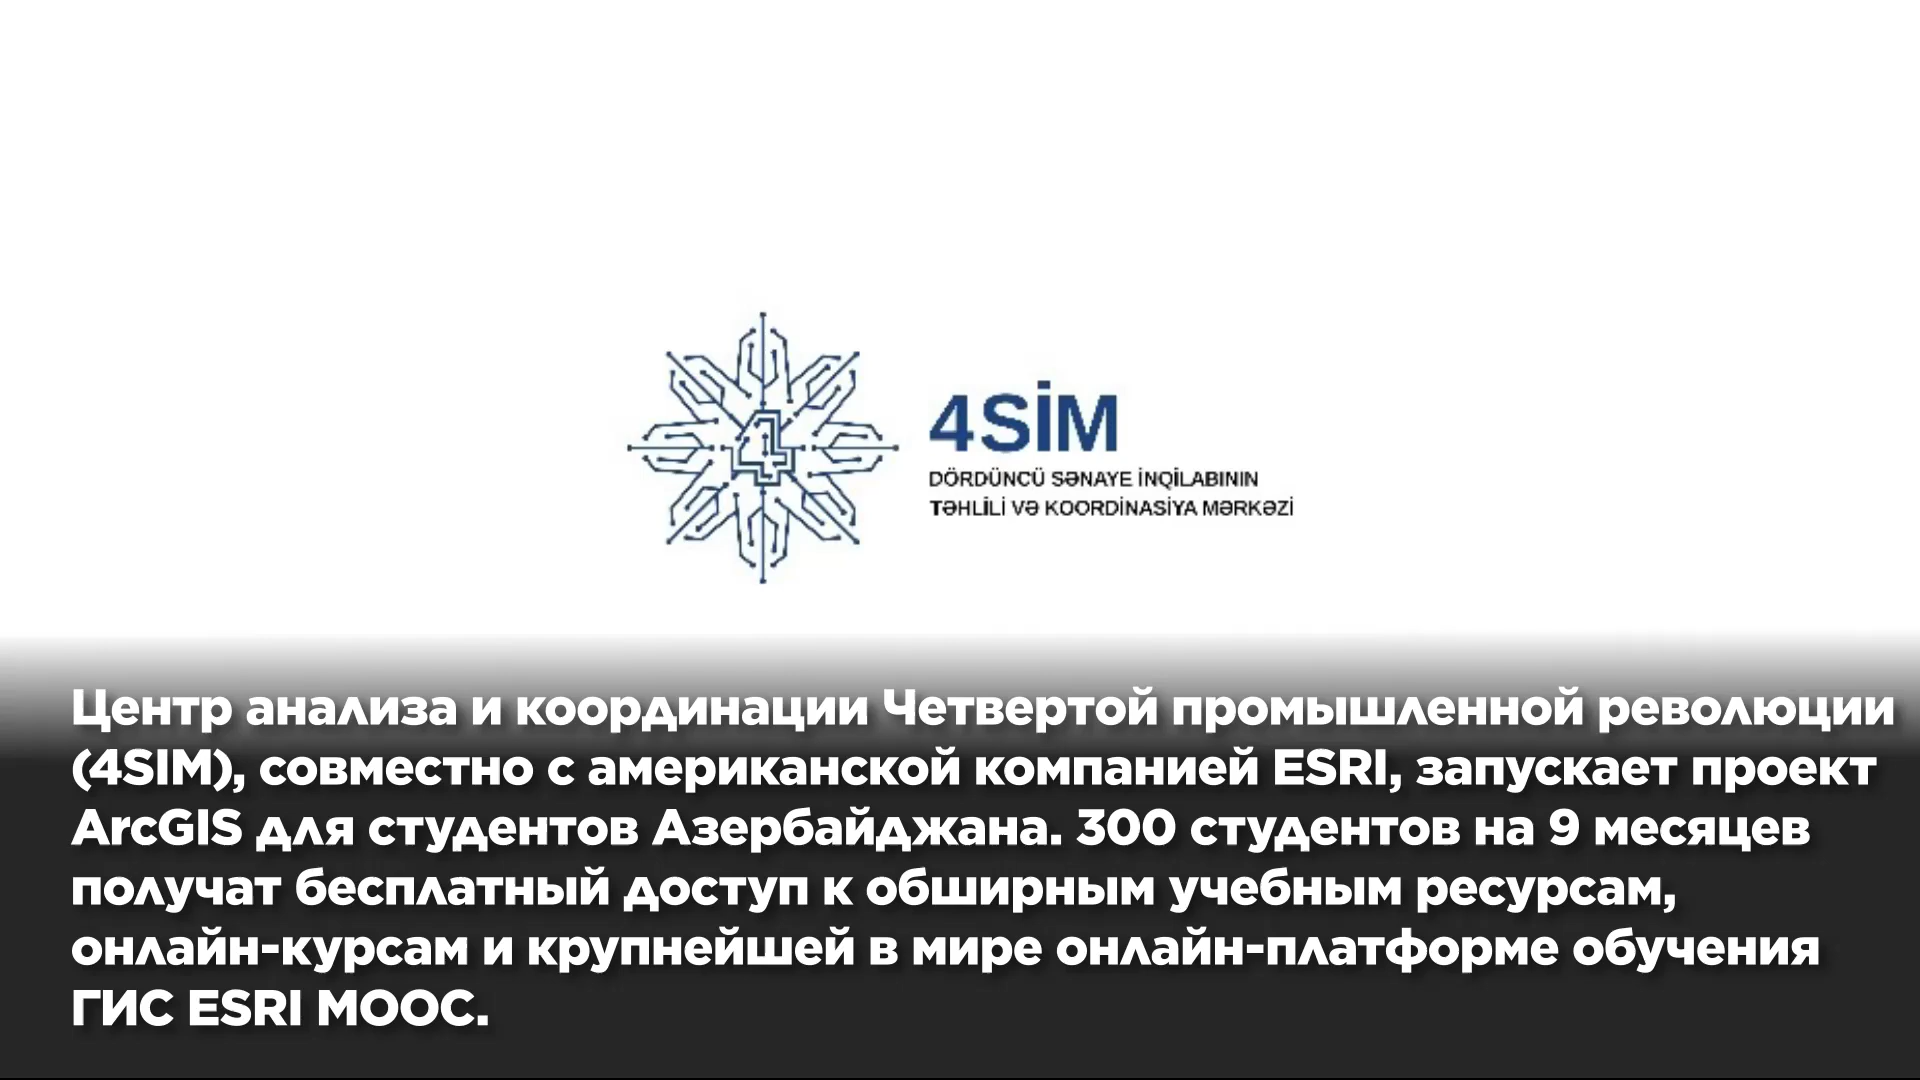 4
4SİM
DÖRDÜNCÜ SƏNAYE İNQİLABININ
TƏHLİLİ VƏ KOORDİNASİYA MƏRKƏZİ
Центр анализа и координации Четвертой промышленной революции
(4SIM), совместно с американской компанией ESRI, запускает проект
ArcGIS для студентов Азербайджана. 300 студентов на 9 месяцев
получат бесплатный доступ к обширным учебным ресурсам,
онлайн-курсам и крупнейшей в мире онлайн-платформе обучения
ГИС ESRI MOOC.